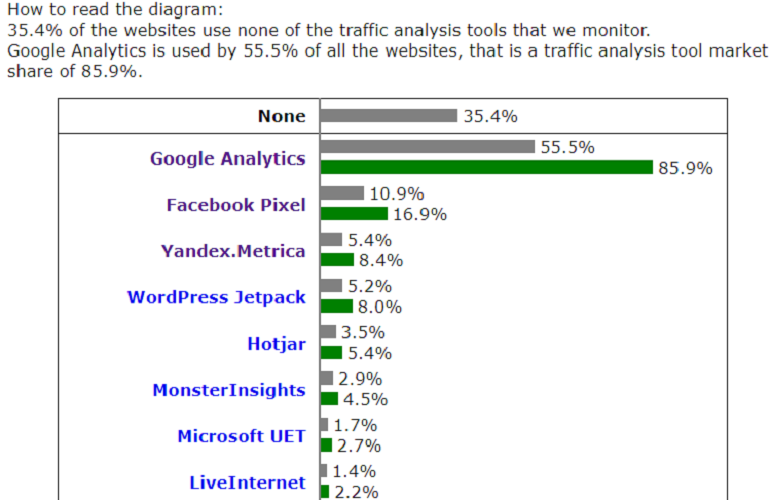 How to read the diagram:
35.4% of the websites use none of the traffic analysis tools that we monitor.
Google Analytics is used by 55.5% of all the websites, that is a traffic analysis tool market
share of 85.9%.
None 35.4%
Google Analytics 55.5%
85.9%
Facebook Pixel 10.9%
16.9%
Yandex.Metrica 5.4%
8.4%
WordPress Jetpack 5.2%
8.0%
Hotjar 3.5%
5.4%
MonsterInsights 2.9%
4.5%
Microsoft UET 1.7%
2.7%
LiveInternet 1.4%
2.2%